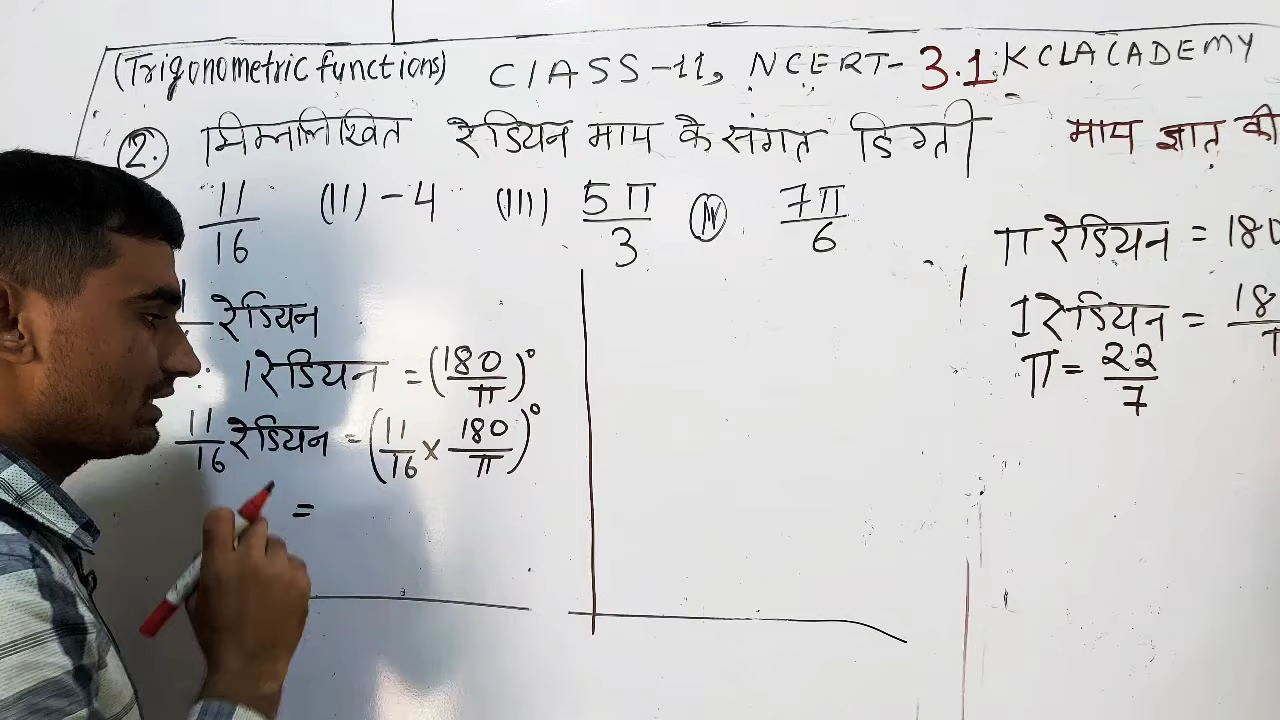 (Trigonometric functions) CLASS-11, NCERT- 3.1 KCLACADEMY
2. निम्नलिखित रेडियन माप के संगत डिग्री माप ज्ञात की
11/16 (II) -4 (III) 5π/3 (IV) 7π/6
π रेडियन = 180
रेडियन
1 रेडियन = 18
π = 22/7
1 रेडियन = (180/π)°
11/16 रेडियन = (11/16 × 180/π)°
=